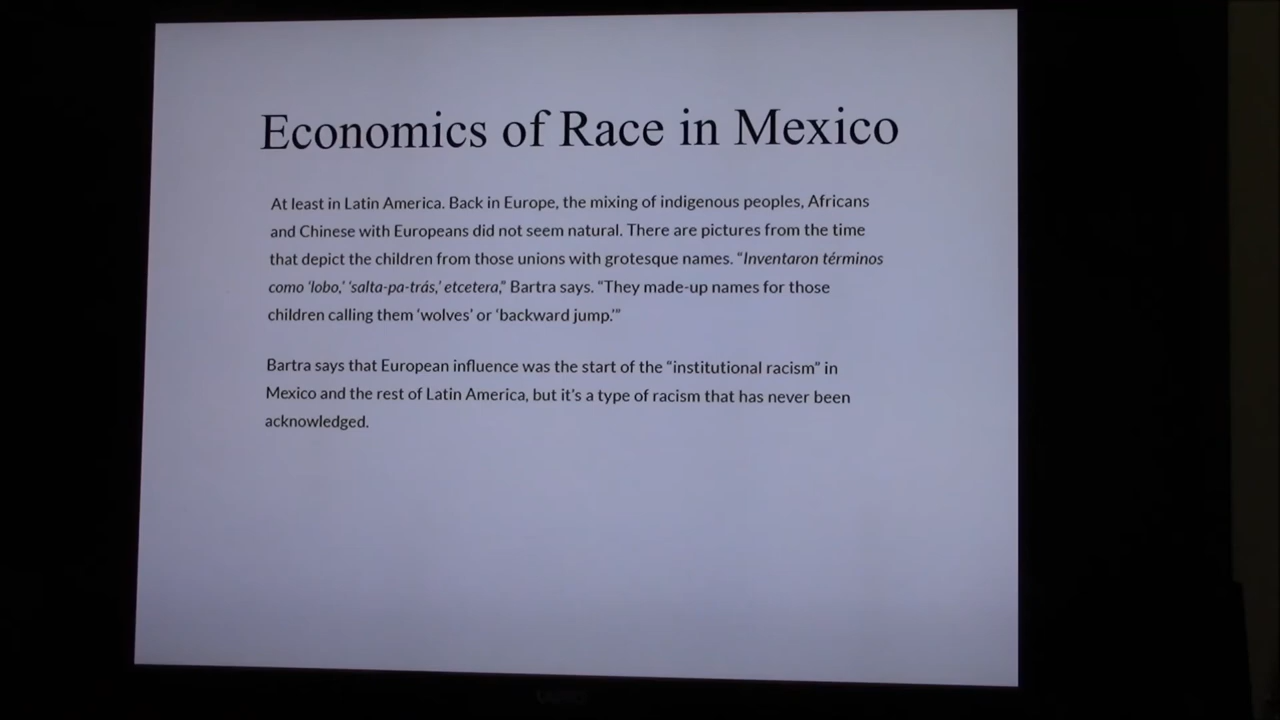 Economics of Race in Mexico
At least in Latin America. Back in Europe, the mixing of indigenous peoples, Africans
and Chinese with Europeans did not seem natural. There are pictures from the time
that depict the children from those unions with grotesque names. “Inventaron términos
como ‘lobo,’ ‘salta-pa-trás,’ etcetera,” Bartra says. “They made-up names for those
children calling them ‘wolves’ or ‘backward jump.’”
Bartra says that European influence was the start of the “institutional racism” in
Mexico and the rest of Latin America, but it’s a type of racism that has never been
acknowledged.